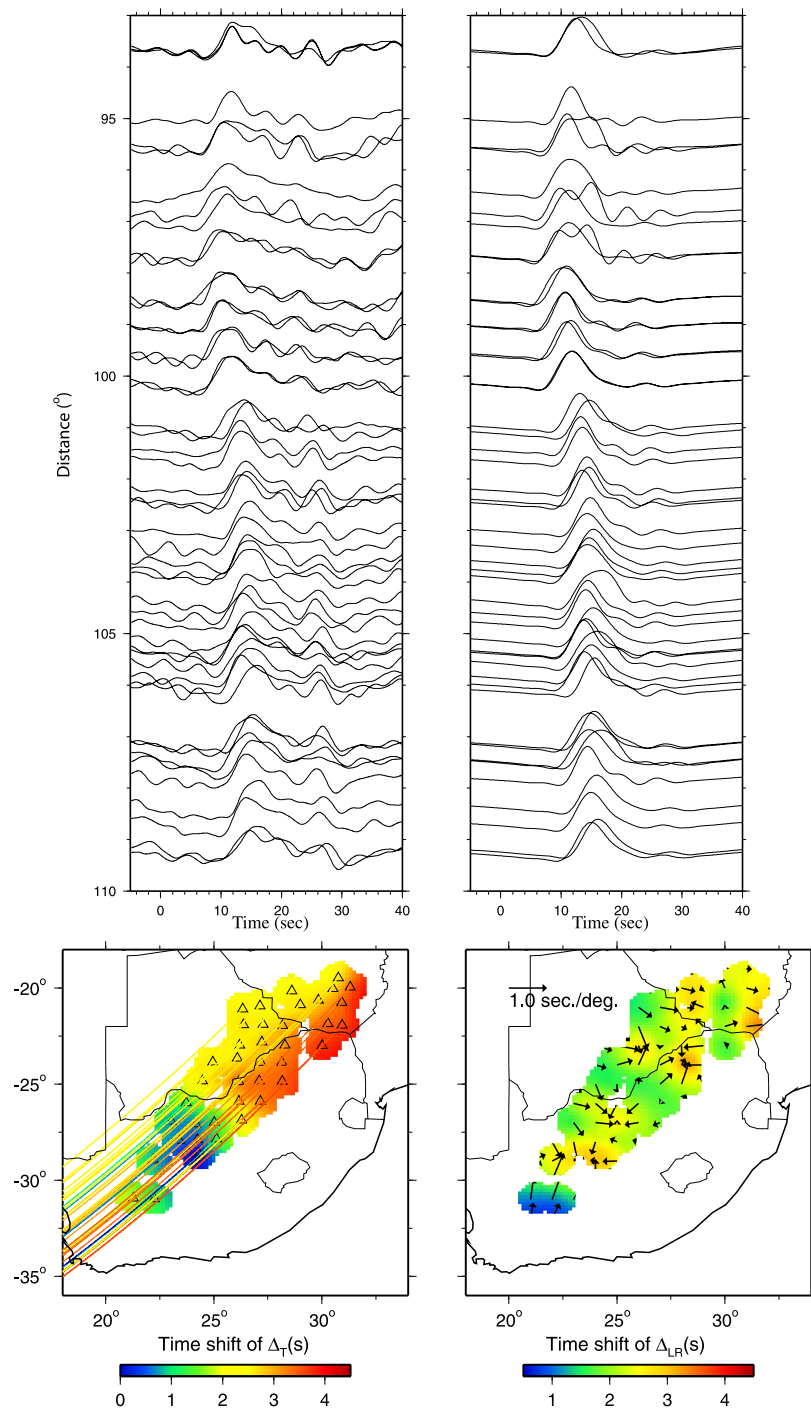 95
100
105
110
Distance (°)
0 10 20 30 40
Time (sec)
0 10 20 30 40
Time (sec)
-20°
-25°
-30°
-35°
20° 25° 30°
1.0 sec./deg.
20° 25° 30°
Time shift of Δ_T(s)
0 1 2 3 4
Time shift of Δ_LR(s)
1 2 3 4